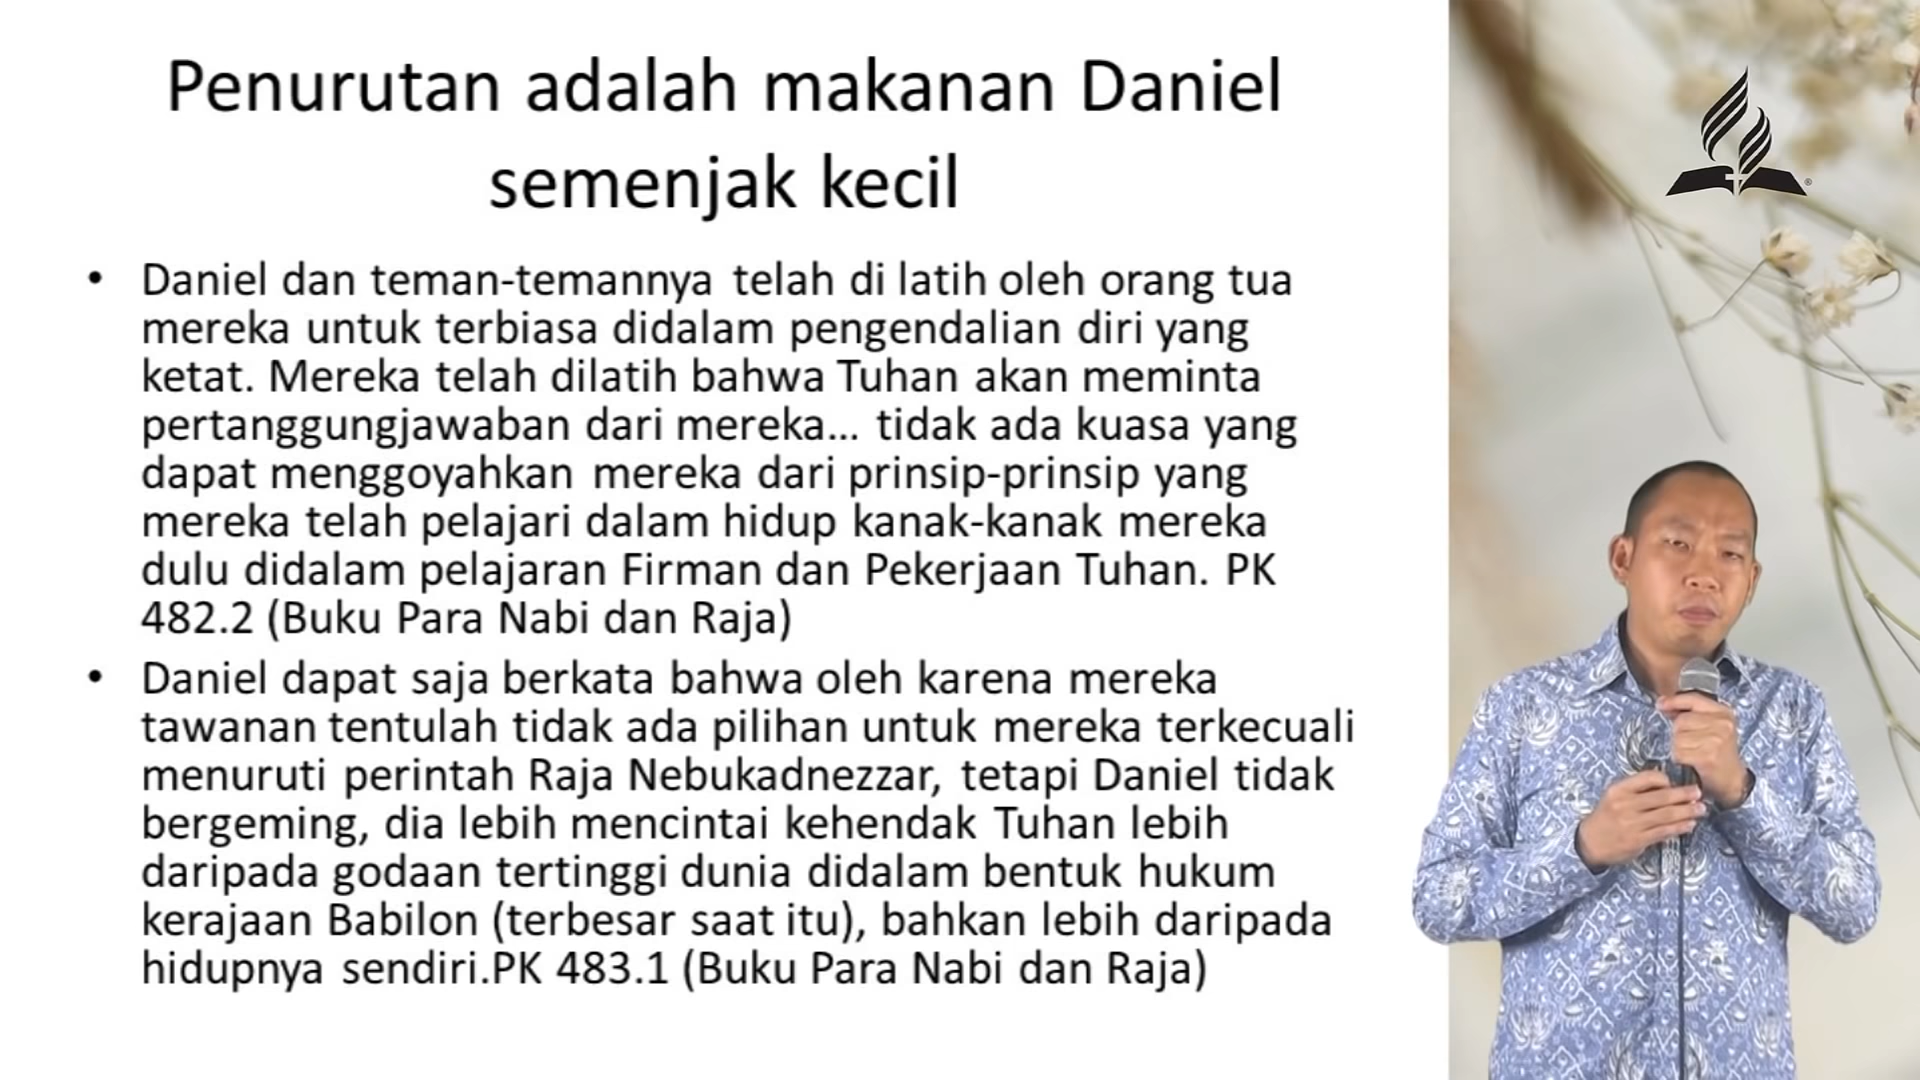 Penurutan adalah makanan Daniel
semenjak kecil
• Daniel dan teman-temannya telah di latih oleh orang tua
mereka untuk terbiasa didalam pengendalian diri yang
ketat. Mereka telah dilatih bahwa Tuhan akan meminta
pertanggungjawaban dari mereka... tidak ada kuasa yang
dapat menggoyahkan mereka dari prinsip-prinsip yang
mereka telah pelajari dalam hidup kanak-kanak mereka
dulu didalam pelajaran Firman dan Pekerjaan Tuhan. PK
482.2 (Buku Para Nabi dan Raja)
• Daniel dapat saja berkata bahwa oleh karena mereka
tawanan tentulah tidak ada pilihan untuk mereka terkecuali
menuruti perintah Raja Nebukadnezzar, tetapi Daniel tidak
bergeming, dia lebih mencintai kehendak Tuhan lebih
daripada godaan tertinggi dunia didalam bentuk hukum
kerajaan Babilon (terbesar saat itu), bahkan lebih daripada
hidupnya sendiri.PK 483.1 (Buku Para Nabi dan Raja)